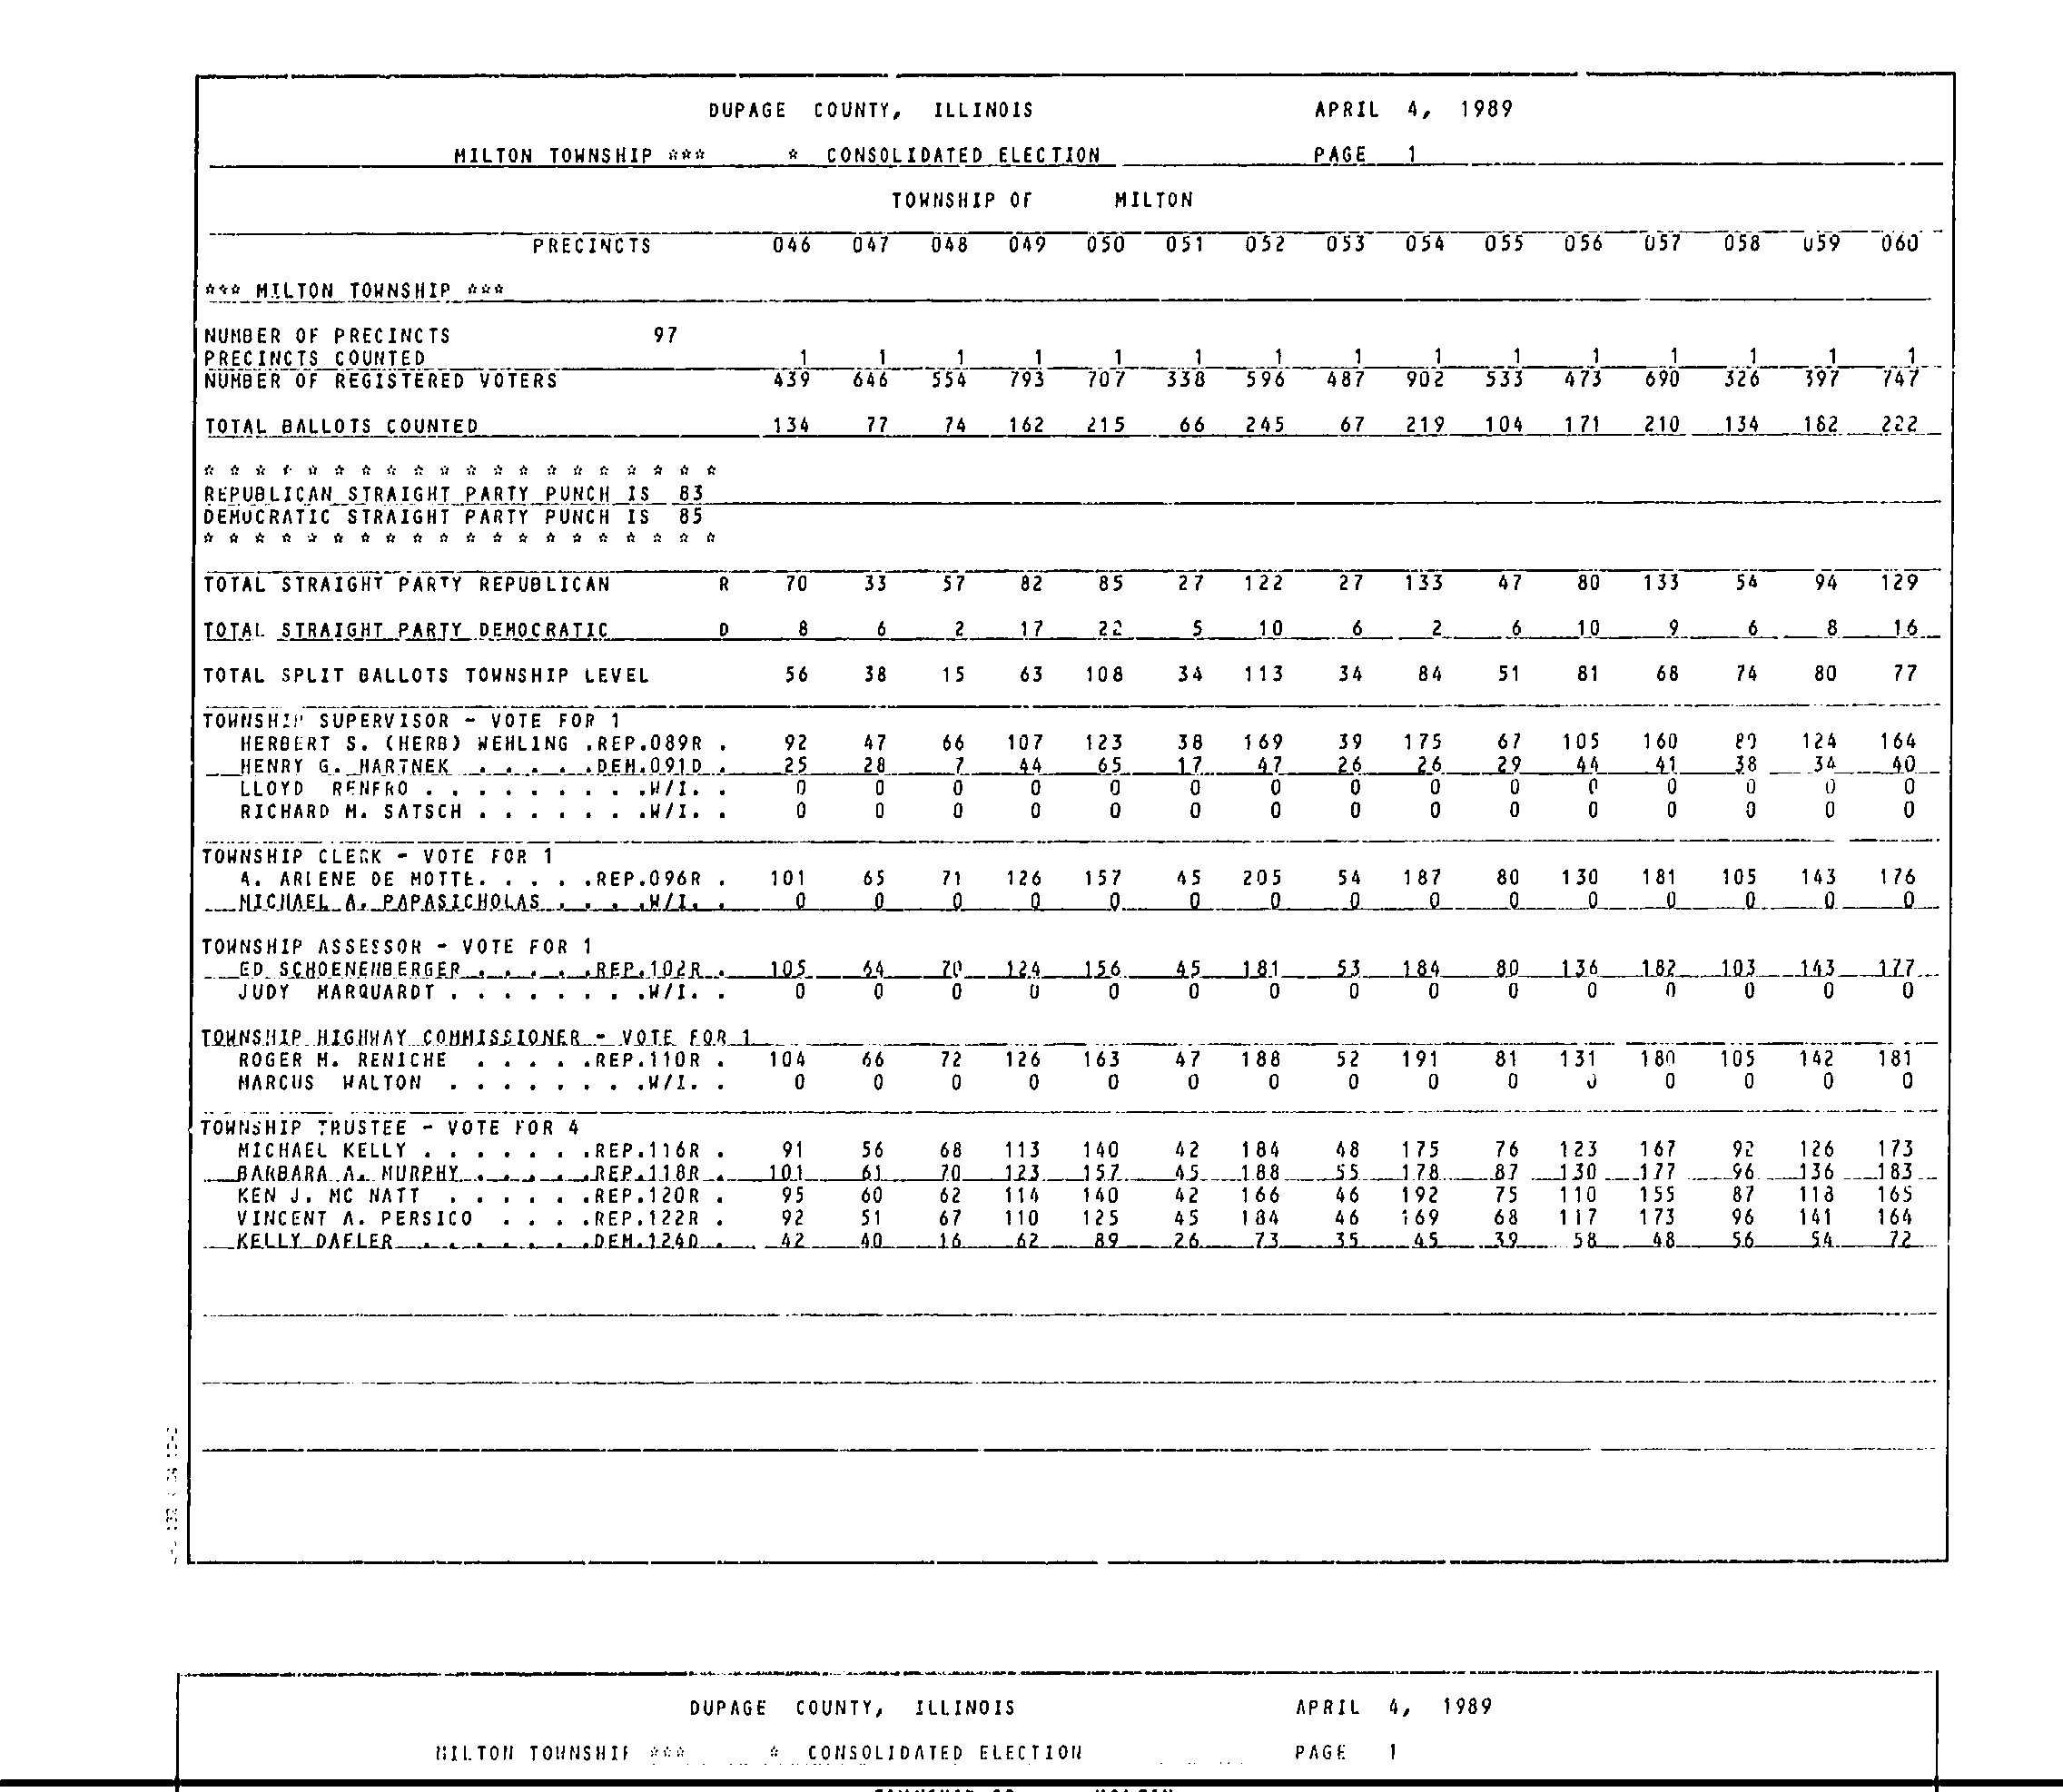 DUPAGE COUNTY, ILLINOIS APRIL 4, 1989
MILTON TOWNSHIP *** * CONSOLIDATED ELECTION PAGE 1
TOWNSHIP OF MILTON
PRECINCTS 046 047 048 049 050 051 052 053 054 055 056 057 058 059 060
*** MILTON TOWNSHIP ***
NUMBER OF PRECINCTS 97
PRECINCTS COUNTED 1 1 1 1 1 1 1 1 1 1 1 1 1 1 1
NUMBER OF REGISTERED VOTERS 439 646 554 793 707 338 596 487 902 533 473 690 326 397 747
TOTAL BALLOTS COUNTED 134 77 74 162 215 66 245 67 219 104 171 210 134 182 222
* * * * * * * * * * * * * * * * * * * *
REPUBLICAN STRAIGHT PARTY PUNCH IS 83
DEMOCRATIC STRAIGHT PARTY PUNCH IS 85
* * * * * * * * * * * * * * * * * * * *
TOTAL STRAIGHT PARTY REPUBLICAN R 70 33 57 82 85 27 122 27 133 47 80 133 54 94 129
TOTAL STRAIGHT PARTY DEMOCRATIC D 8 6 2 17 22 5 10 6 2 6 10 9 6 8 16
TOTAL SPLIT BALLOTS TOWNSHIP LEVEL 56 38 15 63 108 34 113 34 84 51 81 68 74 80 77
TOWNSHIP SUPERVISOR - VOTE FOR 1
HERBERT S. (HERB) WEHLING .REP.089R . 92 47 66 107 123 38 169 39 175 67 105 160 124 164
HENRY G. HARTNEK . . . . .DEM.091D . 25 28 7 44 65 17 47 26 26 29 44 41 38 34 40
LLOYD RENFRO . . . . . . . . .W/I. . 0 0 0 0 0 0 0 0 0 0 0 0 0 0 0
RICHARD M. SATSCH . . . . . . .W/I. . 0 0 0 0 0 0 0 0 0 0 0 0 0 0 0
TOWNSHIP CLERK - VOTE FOR 1
A. ARLENE DE MOTTE. . . . .REP.096R . 101 65 71 126 157 45 205 54 187 80 130 181 105 143 176
MICHAEL A. PAPASICHOLAS . . . .W/I. . 0 0 0 0 0 0 0 0 0 0 0 0 0 0 0
TOWNSHIP ASSESSOR - VOTE FOR 1
ED SCHOENENBERGER . . . . .REP.102R . 105 64 70 124 156 45 181 53 184 80 136 182 103 143 177
JUDY MARQUARDT . . . . . . . .W/I. . 0 0 0 0 0 0 0 0 0 0 0 0 0 0 0
TOWNSHIP HIGHWAY COMMISSIONER - VOTE FOR 1
ROGER M. RENICHE . . . . .REP.110R . 104 66 72 126 163 47 188 52 191 81 131 180 105 142 181
MARCUS WALTON . . . . . . . .W/I. . 0 0 0 0 0 0 0 0 0 0 0 0 0 0 0
TOWNSHIP TRUSTEE - VOTE FOR 4
MICHAEL KELLY . . . . . . .REP.116R . 91 56 68 113 140 42 184 48 175 76 123 167 92 126 173
BARBARA A. MURPHY . . . . .REP.118R . 101 61 70 123 157 45 188 55 178 87 130 177 96 136 183
KEN J. MC NATT . . . . . .REP.120R . 95 60 62 114 140 42 166 46 192 75 110 155 87 118 165
VINCENT A. PERSICO . . . .REP.122R . 92 51 67 110 125 45 184 46 169 68 117 173 96 141 164
KELLY DAFLER . . . . . . .DEM.124D . 42 40 16 62 89 26 73 35 45 39 58 48 56 54 72
DUPAGE COUNTY, ILLINOIS APRIL 4, 1989
MILTON TOWNSHIP *** * CONSOLIDATED ELECTION PAGE 1